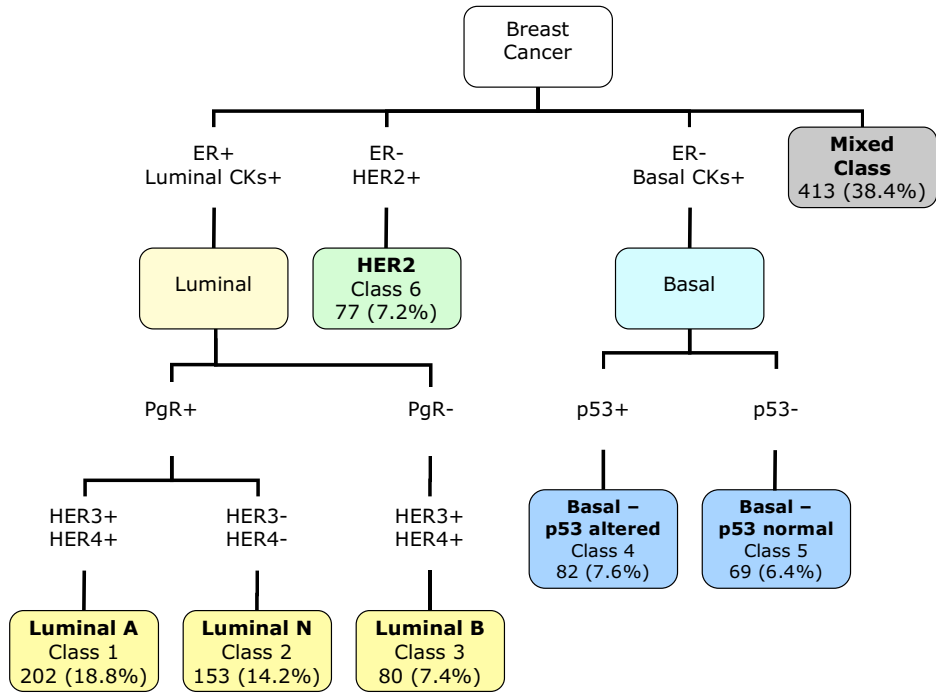 Breast
Cancer
ER+
Luminal CKs+
ER-
HER2+
ER-
Basal CKs+
Mixed
Class
413 (38.4%)
Luminal
HER2
Class 6
77 (7.2%)
Basal
PgR+
PgR-
p53+
p53-
HER3+
HER4+
HER3-
HER4-
HER3+
HER4+
Basal –
p53 altered
Class 4
82 (7.6%)
Basal –
p53 normal
Class 5
69 (6.4%)
Luminal A
Class 1
202 (18.8%)
Luminal N
Class 2
153 (14.2%)
Luminal B
Class 3
80 (7.4%)